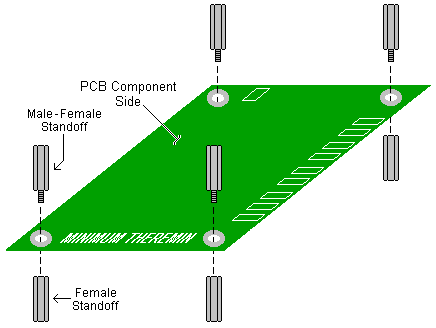 PCB Component
Side
Male-Female
Standoff
MINIMUM THEREMIN
Female
Standoff